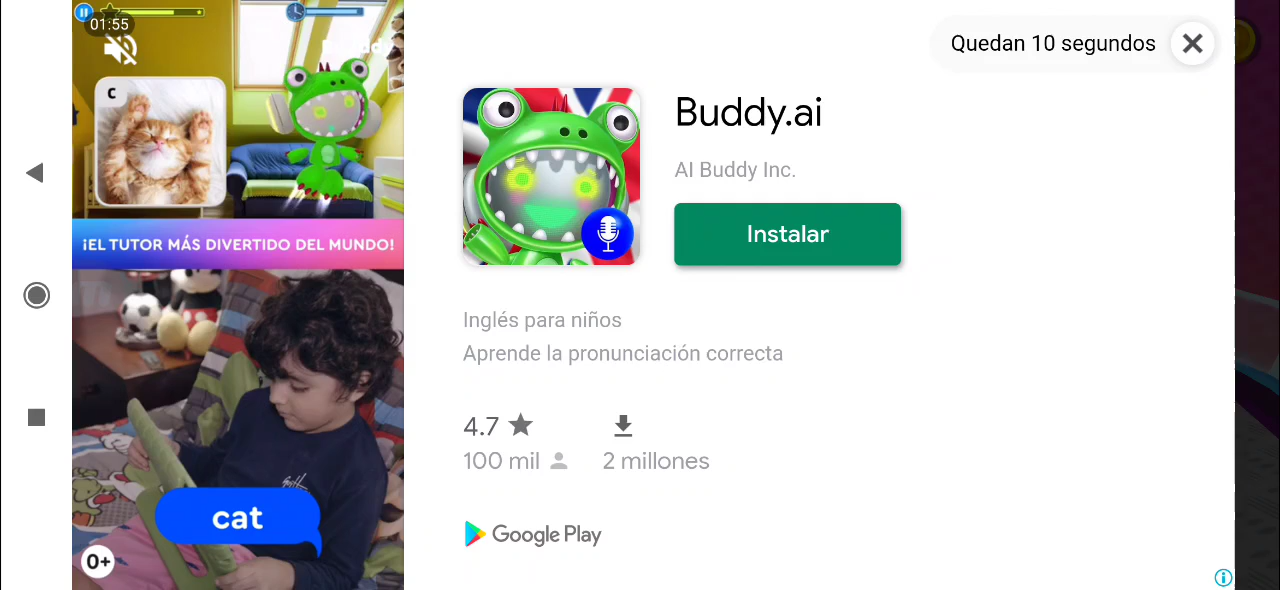 01:55
Buddy
C
¡EL TUTOR MÁS DIVERTIDO DEL MUNDO!
cat
0+
Quedan 10 segundos
Buddy.ai
AI Buddy Inc.
Instalar
Inglés para niños
Aprende la pronunciación correcta
4.7
100 mil
2 millones
Google Play